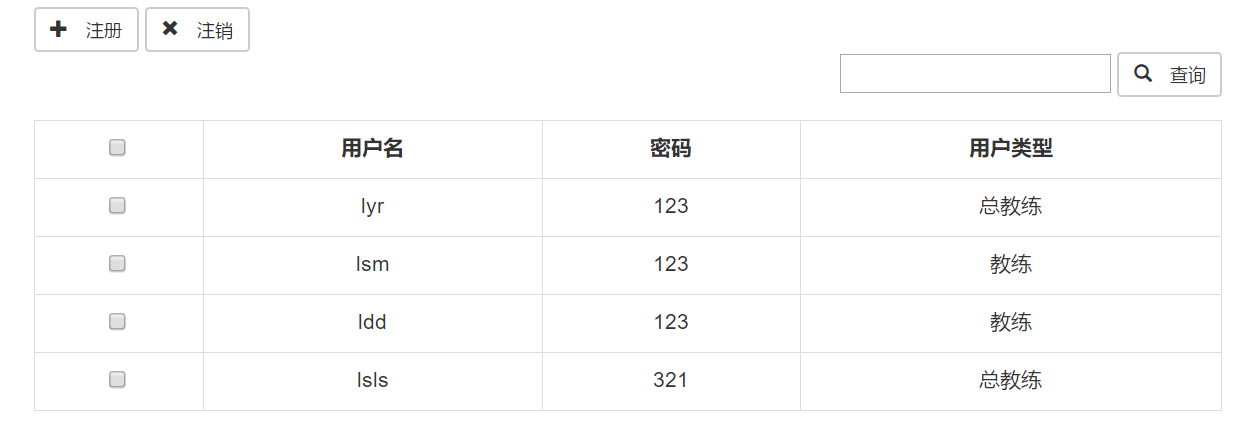 注册 注销
查询
用户名 密码 用户类型
lyr 123 总教练
lsm 123 教练
ldd 123 教练
lsls 321 总教练